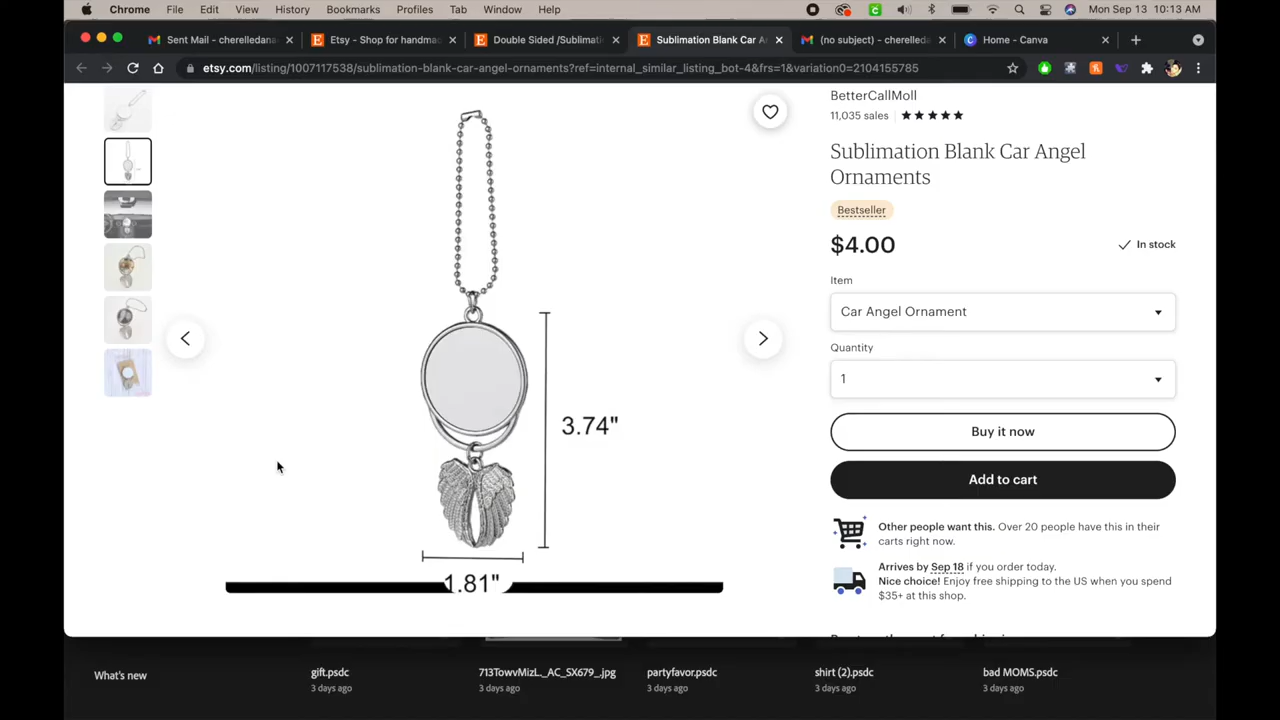 Chrome File Edit View History Bookmarks Profiles Tab Window Help Mon Sep 13 10:13 AM
Sent Mail - cherelledana Etsy - Shop for handmad Double Sided /Sublimati Sublimation Blank Car A (no subject) - cherelleda Home - Canva
etsy.com/listing/1007117538/sublimation-blank-car-angel-ornaments?ref=internal_similar_listing_bot-4&frs=1&variation0=2104155785
BetterCallMoll
11,035 sales
Sublimation Blank Car Angel
Ornaments
Bestseller
$4.00
In stock
Item
Car Angel Ornament
Quantity
1
3.74"
1.81"
Buy it now
Add to cart
Other people want this. Over 20 people have this in their
carts right now.
Arrives by Sep 18 if you order today.
Nice choice! Enjoy free shipping to the US when you spend
$35+ at this shop.
What's new
gift.psdc
3 days ago
713TowvMizL._AC_SX679_.jpg
3 days ago
partyfavor.psdc
3 days ago
shirt (2).psdc
3 days ago
bad MOMS.psdc
3 days ago